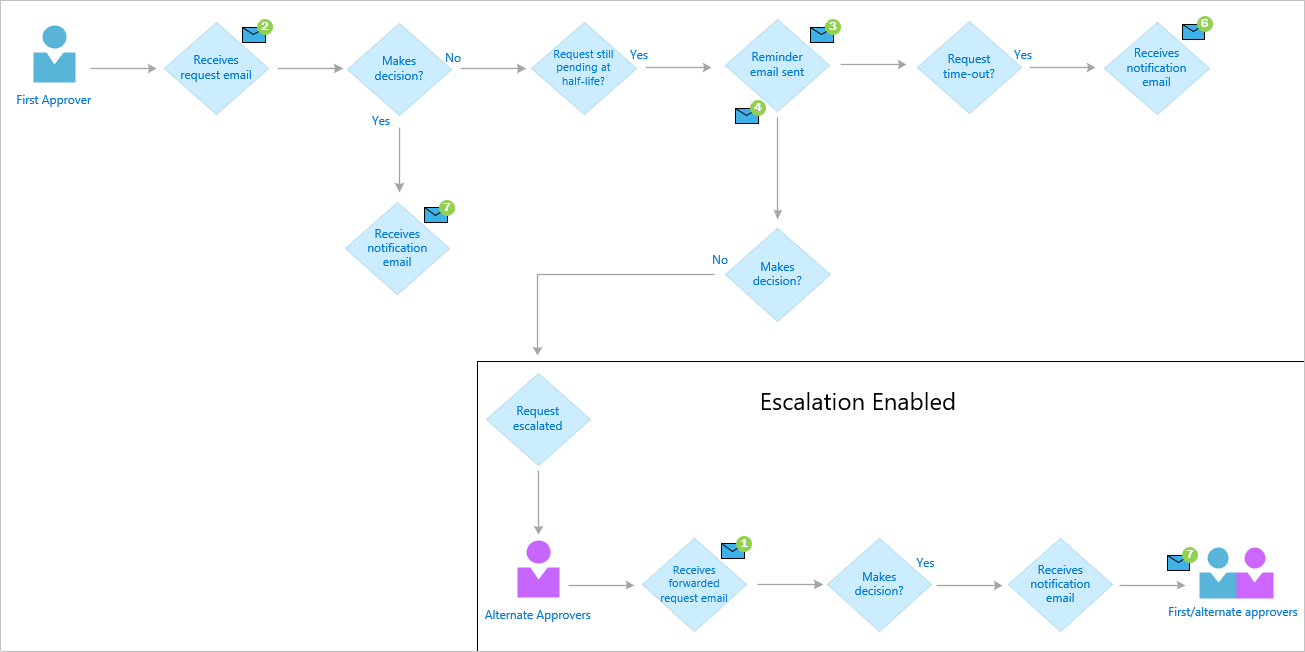 First Approver
Receives
request email
2
Makes
decision?
No
Yes
Request still
pending at
half-life?
Yes
Reminder
email sent
3
4
Request
time-out?
Yes
Receives
notification
email
6
Receives
notification
email
7
Makes
decision?
No
Escalation Enabled
Request
escalated
Alternate Approvers
Receives
forwarded
request email
1
Makes
decision?
Yes
Receives
notification
email
7
First/alternate approvers